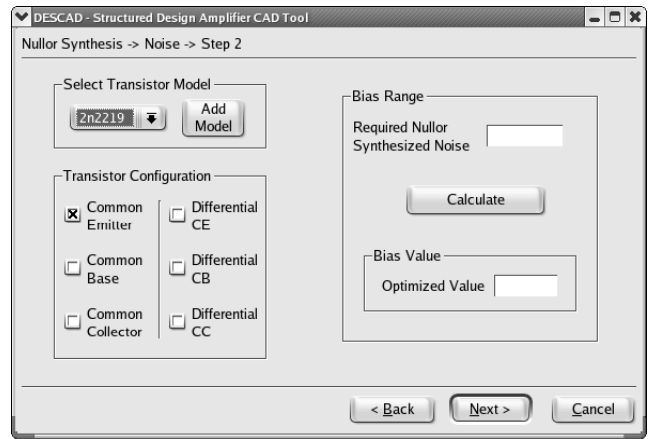 DESCAD - Structured Design Amplifier CAD Tool
Nullor Synthesis -> Noise -> Step 2
Select Transistor Model
2n2219
Add
Model
Transistor Configuration
Common
Emitter
Differential
CE
Common
Base
Differential
CB
Common
Collector
Differential
CC
Bias Range
Required Nullor
Synthesized Noise
Calculate
Bias Value
Optimized Value
< Back
Next >
Cancel